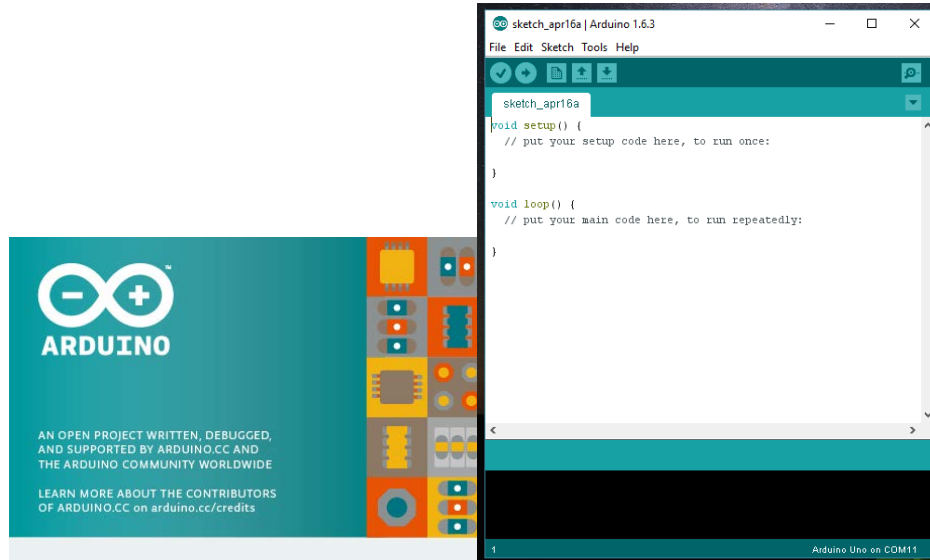 ARDUINO
TM
AN OPEN PROJECT WRITTEN, DEBUGGED,
AND SUPPORTED BY ARDUINO.CC AND
THE ARDUINO COMMUNITY WORLDWIDE
LEARN MORE ABOUT THE CONTRIBUTORS
OF ARDUINO.CC on arduino.cc/credits
sketch_apr16a | Arduino 1.6.3
File Edit Sketch Tools Help
sketch_apr16a
void setup() {
  // put your setup code here, to run once:
}
void loop() {
  // put your main code here, to run repeatedly:
}
1
Arduino Uno on COM11